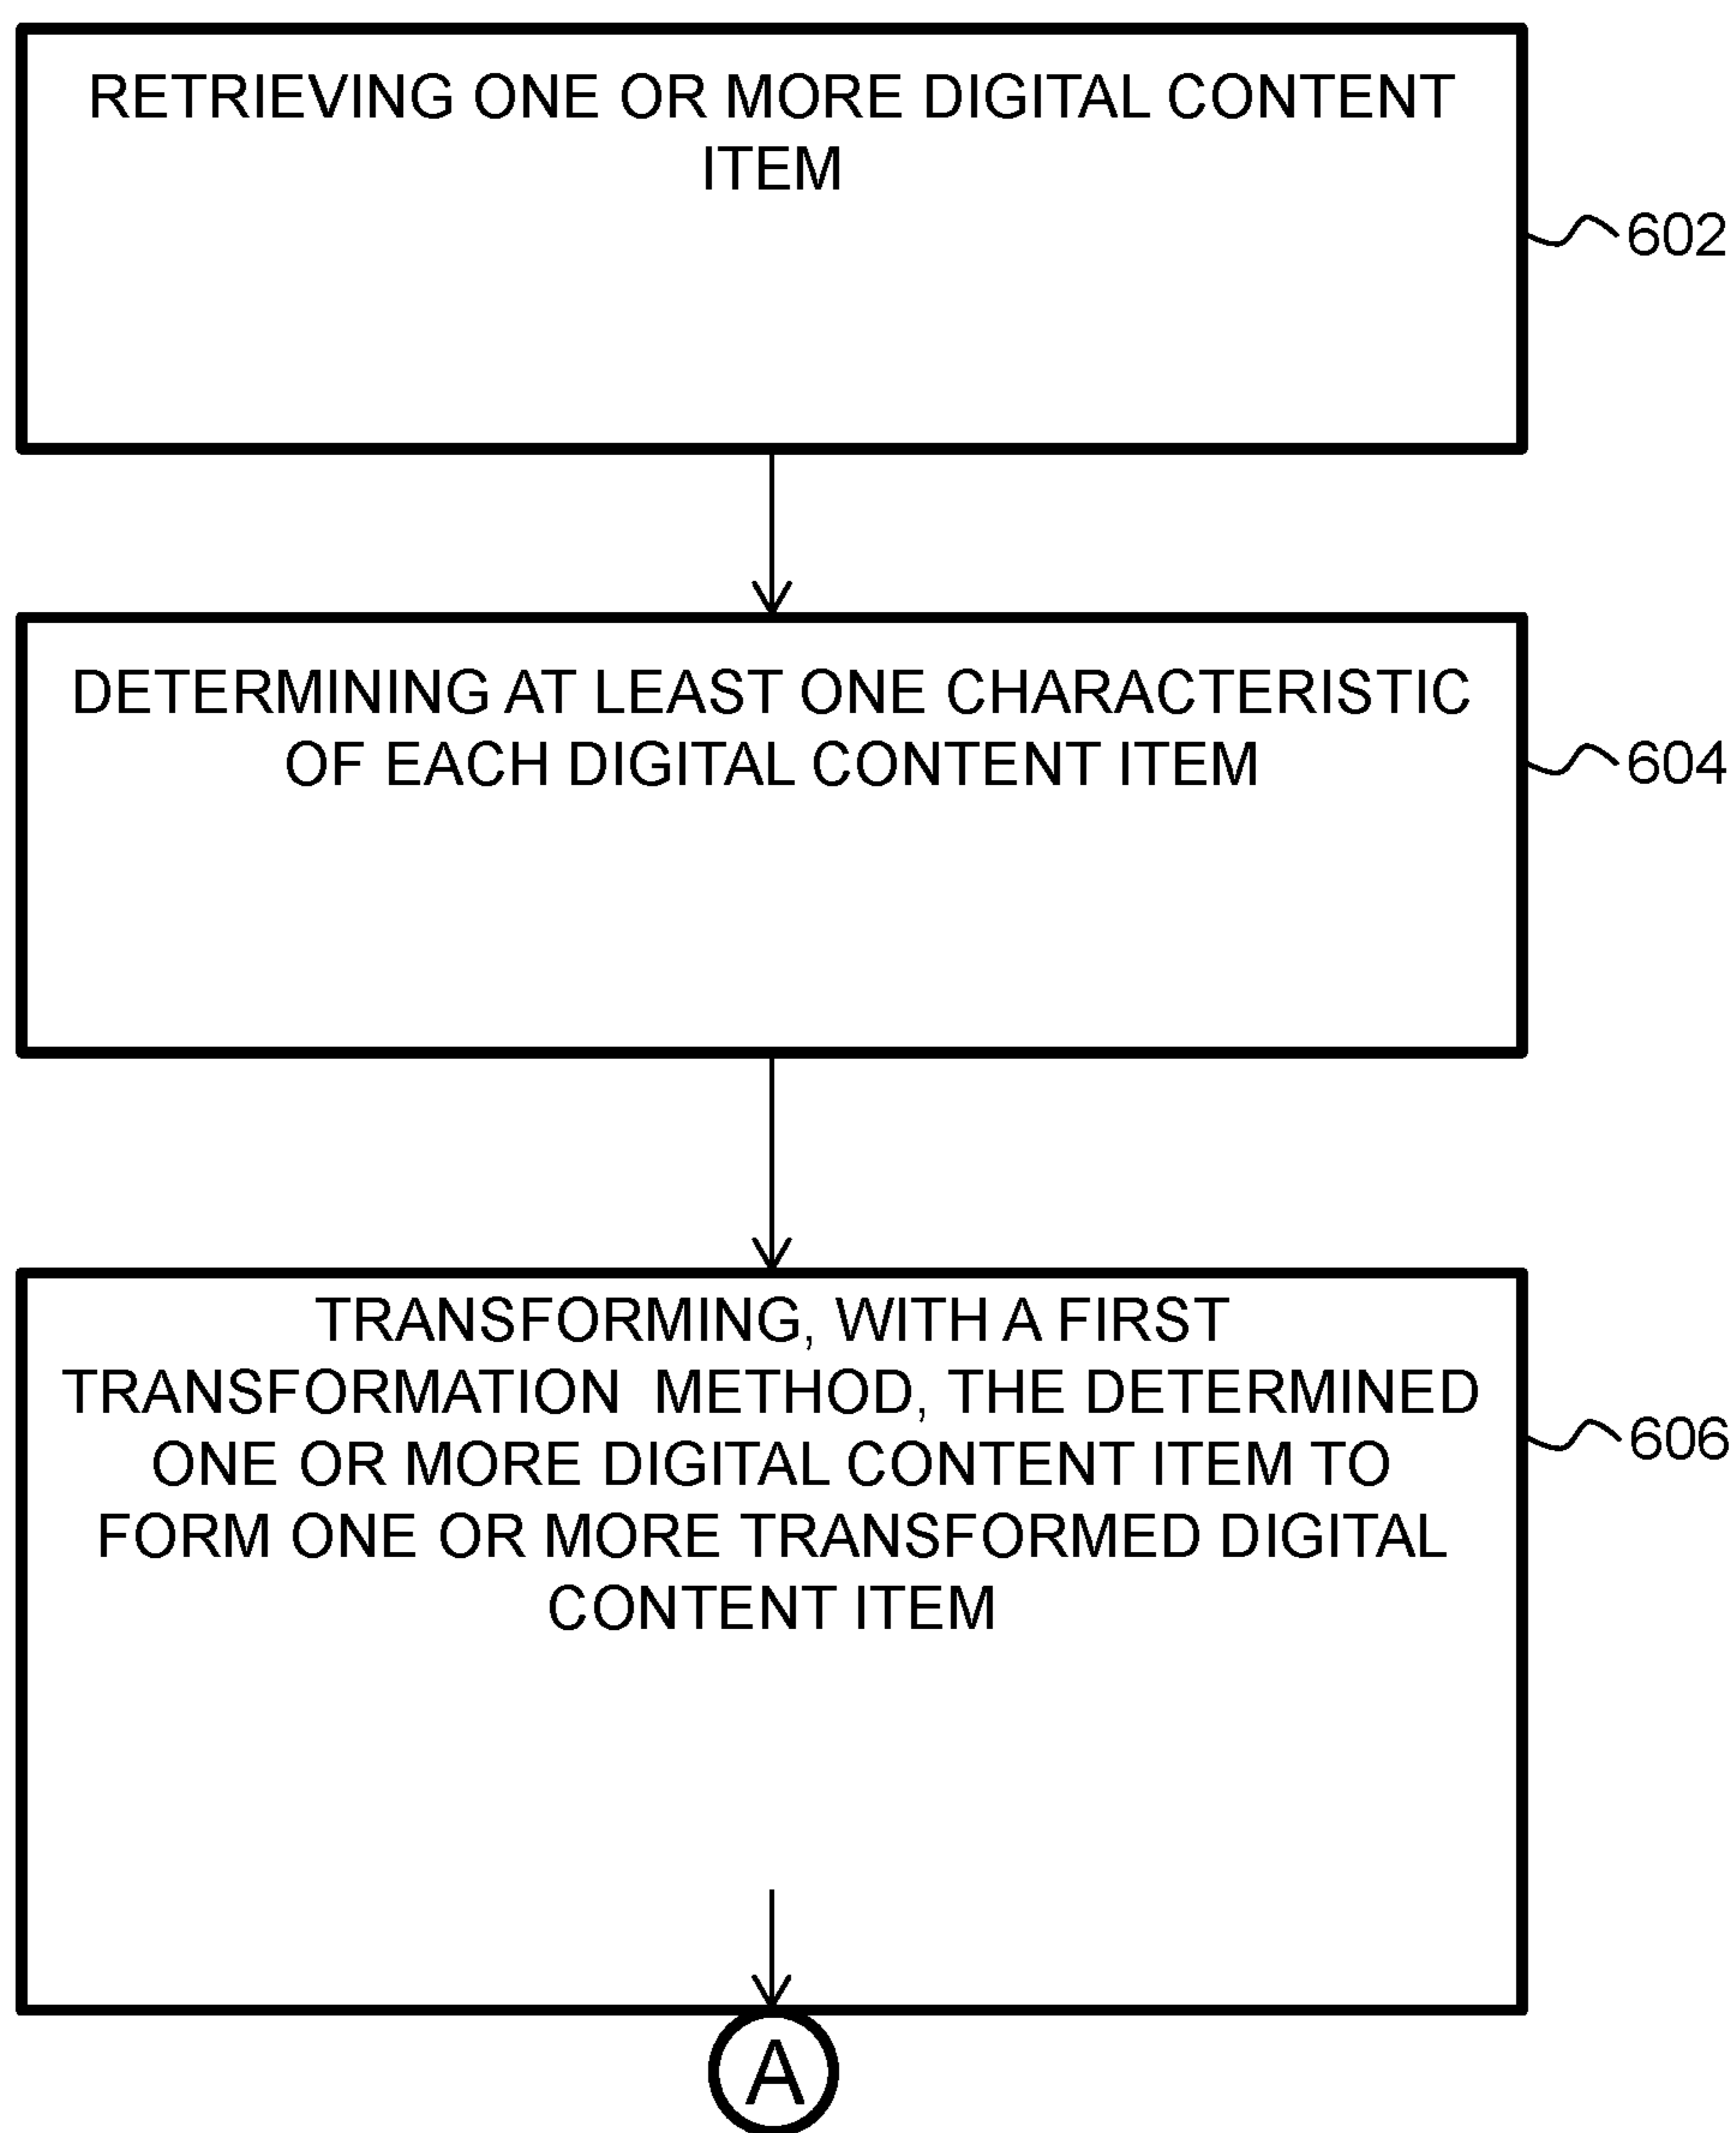 RETRIEVING ONE OR MORE DIGITAL CONTENT
ITEM
602
DETERMINING AT LEAST ONE CHARACTERISTIC
OF EACH DIGITAL CONTENT ITEM
604
TRANSFORMING, WITH A FIRST
TRANSFORMATION METHOD, THE DETERMINED
ONE OR MORE DIGITAL CONTENT ITEM TO
FORM ONE OR MORE TRANSFORMED DIGITAL
CONTENT ITEM
606
A